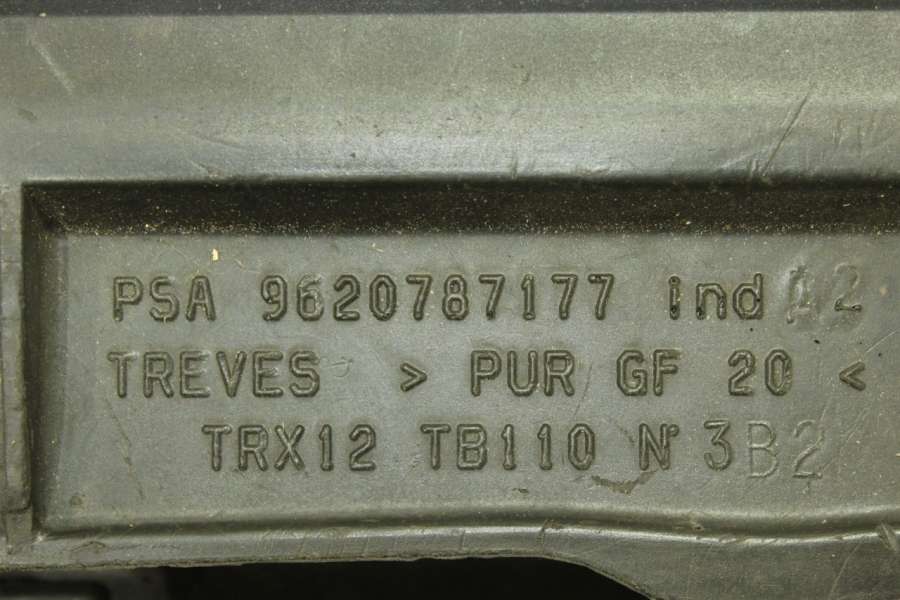 PSA 9620787177 ind A2
TREVES > PUR GF 20 <
TRX12 TB110 N° 3B2